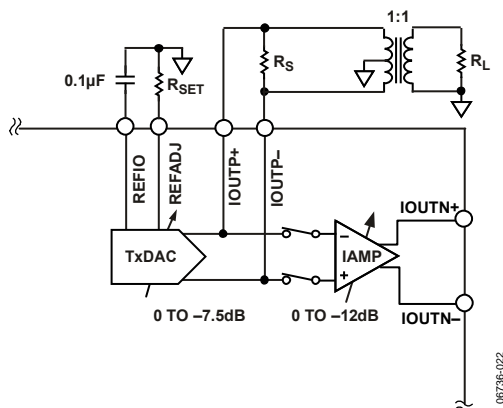 1:1
0.1µF
RSET
RS
RL
REFIO
REFADJ
IOUTP+
IOUTP–
IOUTN+
TxDAC
–
IAMP
+
IOUTN–
0 TO –7.5dB
0 TO –12dB
06736-022